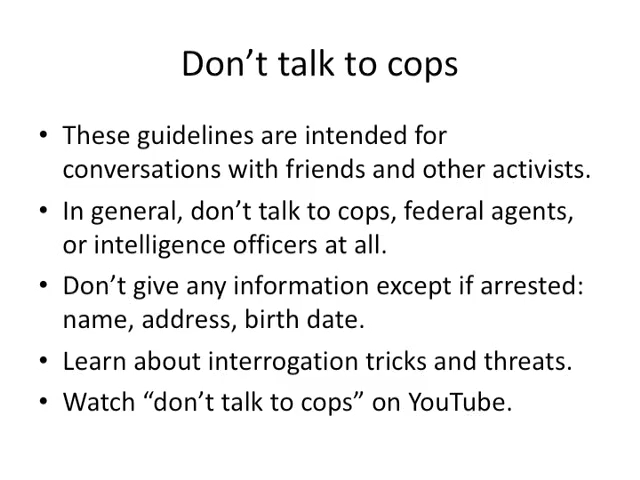 Don’t talk to cops
• These guidelines are intended for
conversations with friends and other activists.
• In general, don’t talk to cops, federal agents,
or intelligence officers at all.
• Don’t give any information except if arrested:
name, address, birth date.
• Learn about interrogation tricks and threats.
• Watch “don’t talk to cops” on YouTube.